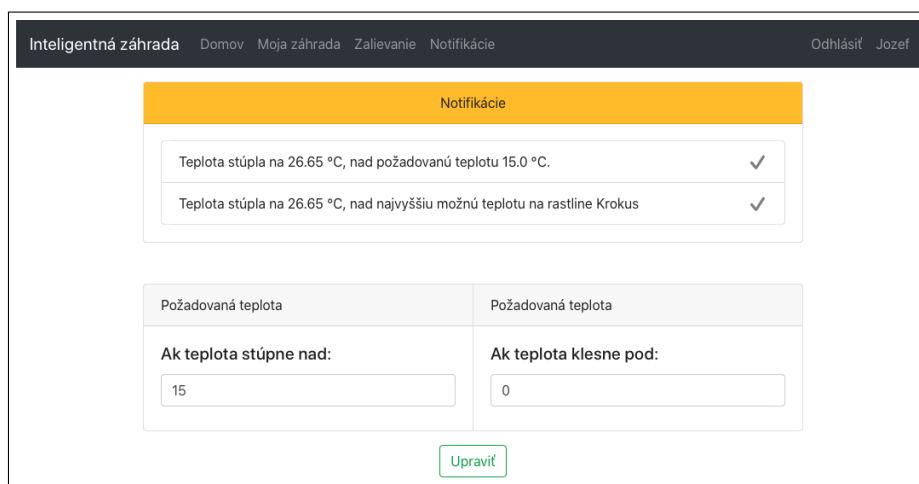 Inteligentná záhrada Domov Moja záhrada Zalievanie Notifikácie Odhlásiť Jozef
Notifikácie
Teplota stúpla na 26.65 °C, nad požadovanú teplotu 15.0 °C.
Teplota stúpla na 26.65 °C, nad najvyššiu možnú teplotu na rastline Krokus
Požadovaná teplota
Ak teplota stúpne nad:
15
Požadovaná teplota
Ak teplota klesne pod:
0
Upraviť